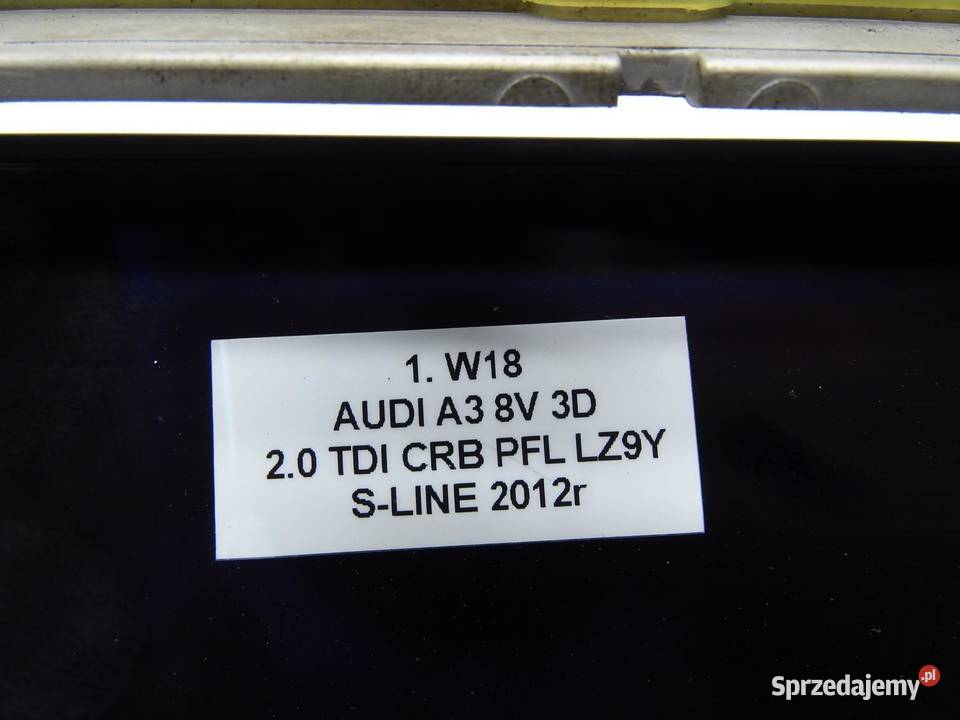 1. W18
AUDI A3 8V 3D
2.0 TDI CRB PFL LZ9Y
S-LINE 2012r
Sprzedajemy.pl